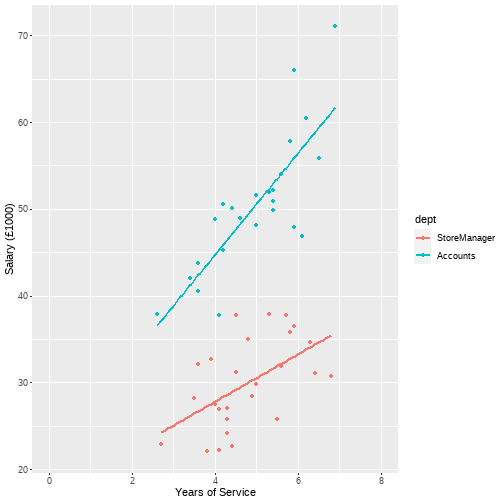 70
60
50
40
30
20
Salary (£1000)
0
2
4
6
8
Years of Service
dept
StoreManager
Accounts